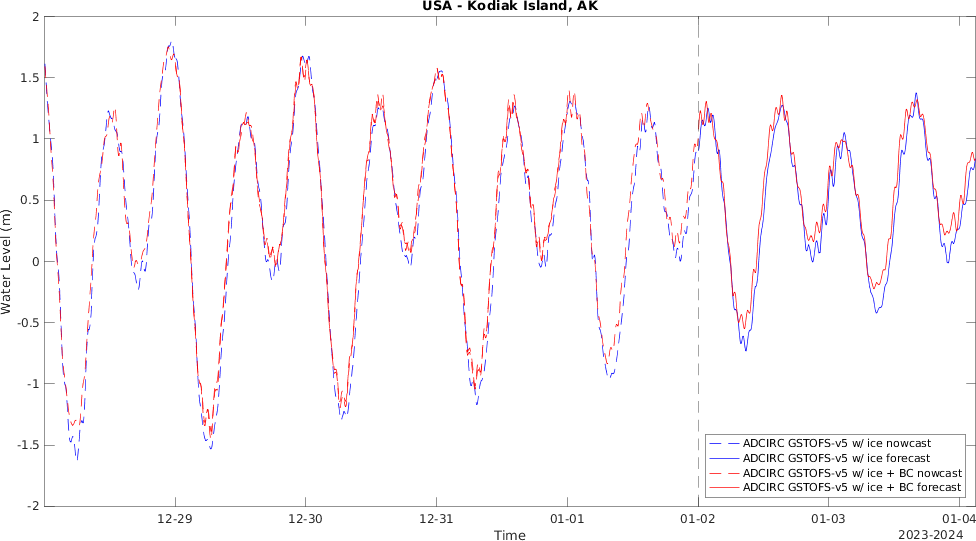 USA - Kodiak Island, AK
2
1.5
1
0.5
0
-0.5
-1
-1.5
-2
Water Level (m)
12-29
12-30
12-31
01-01
01-02
01-03
01-04
Time
2023-2024
ADCIRC GSTOFS-v5 w/ ice nowcast
ADCIRC GSTOFS-v5 w/ ice forecast
ADCIRC GSTOFS-v5 w/ ice + BC nowcast
ADCIRC GSTOFS-v5 w/ ice + BC forecast